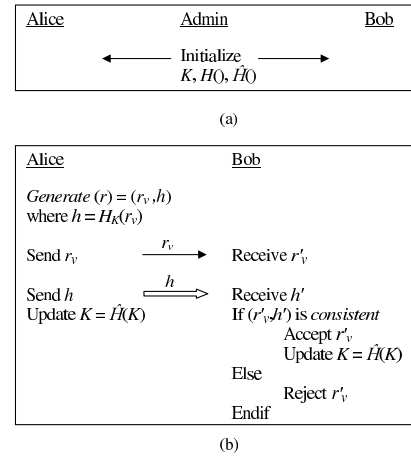 Alice Admin Bob
Initialize
K, H(), Ĥ()
(a)
Alice Bob
Generate (r) = (rᵥ,h)
where h = H_K(rᵥ)
Send rᵥ rᵥ Receive r'ᵥ
h
Send h Receive h'
Update K = Ĥ(K) If (r'ᵥ,h') is consistent
Accept r'ᵥ
Update K = Ĥ(K)
Else
Reject r'ᵥ
Endif
(b)